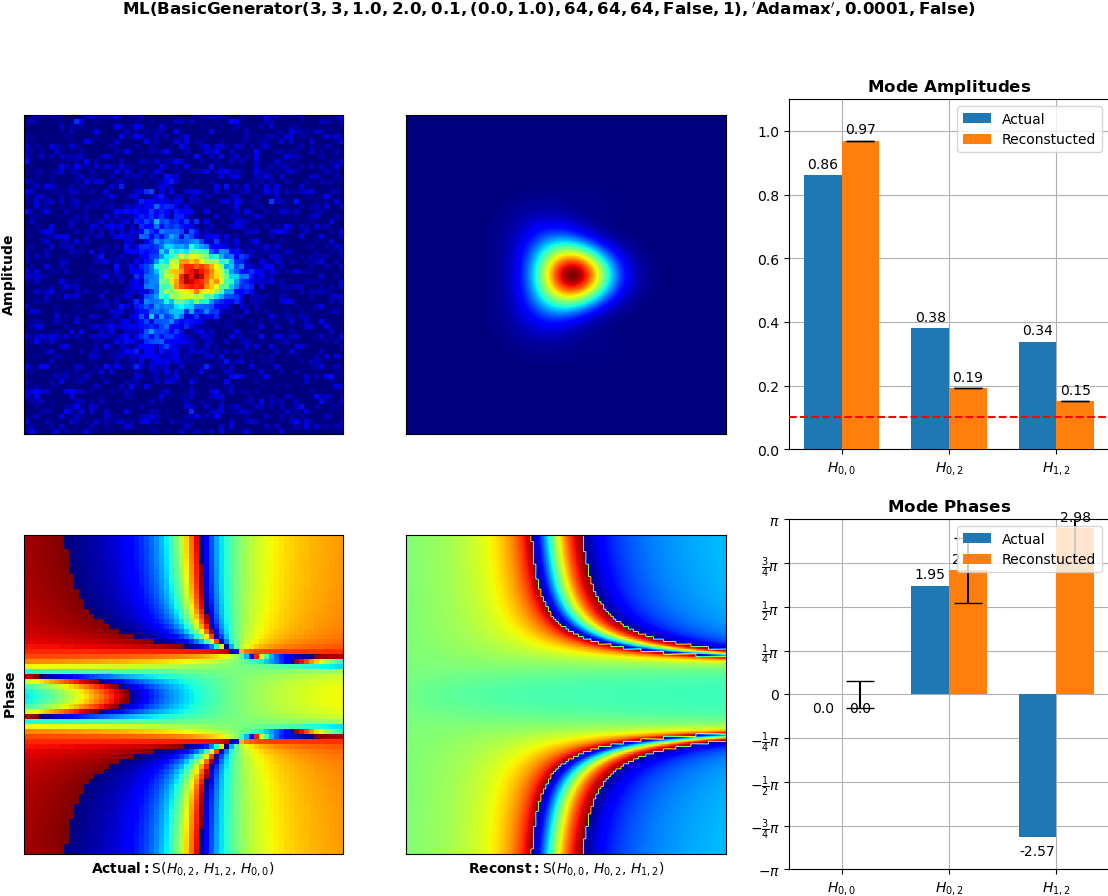 ML(BasicGenerator(3, 3, 1.0, 2.0, 0.1, (0.0, 1.0), 64, 64, 64, False, 1), ′Adamax′, 0.0001, False)
Amplitude
Mode Amplitudes
Actual
Reconstucted
1.0
0.8
0.6
0.4
0.2
0.0
0.86
0.97
0.38
0.19
0.34
0.15
H0,0
H0,2
H1,2
Phase
Actual: S(H0,2, H1,2, H0,0)
Reconst: S(H0,0, H0,2, H1,2)
Mode Phases
Actual
Reconstucted
π
3/4π
1/2π
1/4π
0
−1/4π
−1/2π
−3/4π
−π
0.0
-0.0
1.95
-2.57
2.98
H0,0
H0,2
H1,2